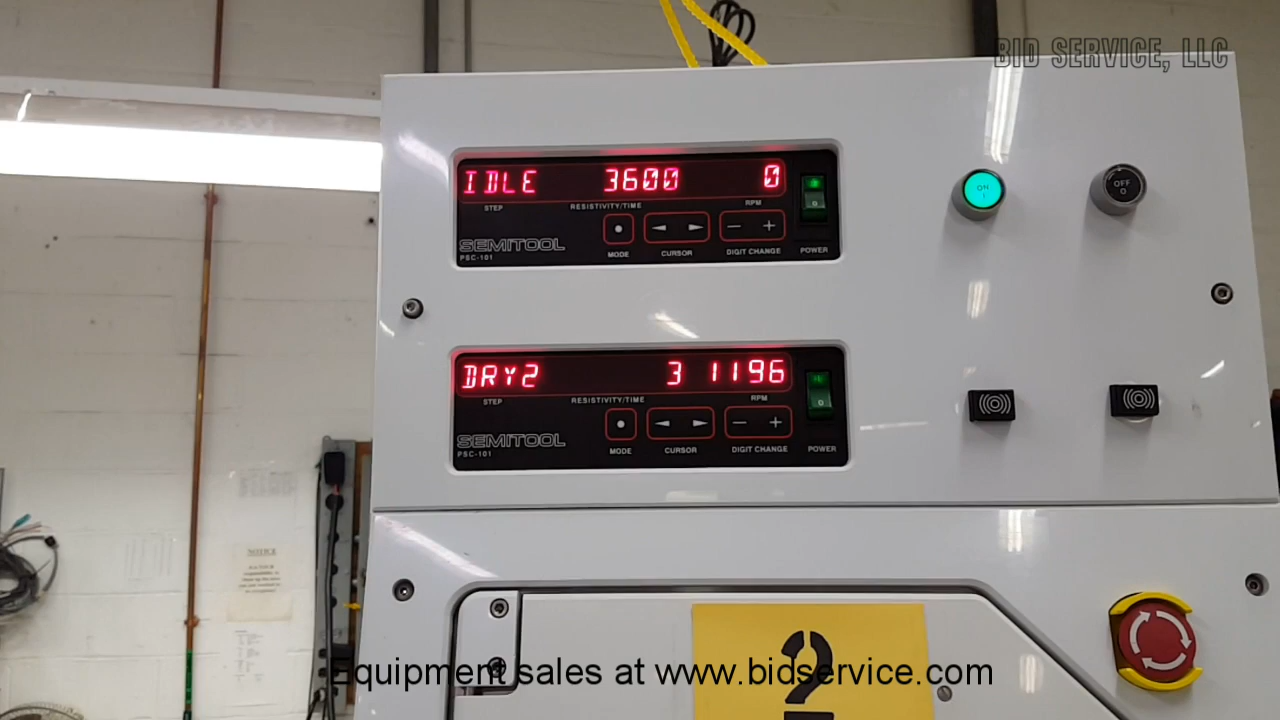 BID SERVICE, LLC
IDLE 3600 0
STEP RESISTIVITY/TIME RPM
SEMITOOL
PSC-101
MODE CURSOR DIGIT CHANGE POWER
ON
I
OFF
O
DRY2 3 1196
STEP RESISTIVITY/TIME RPM
SEMITOOL
PSC-101
MODE CURSOR DIGIT CHANGE POWER
NOTICE
2
Equipment sales at www.bidservice.com